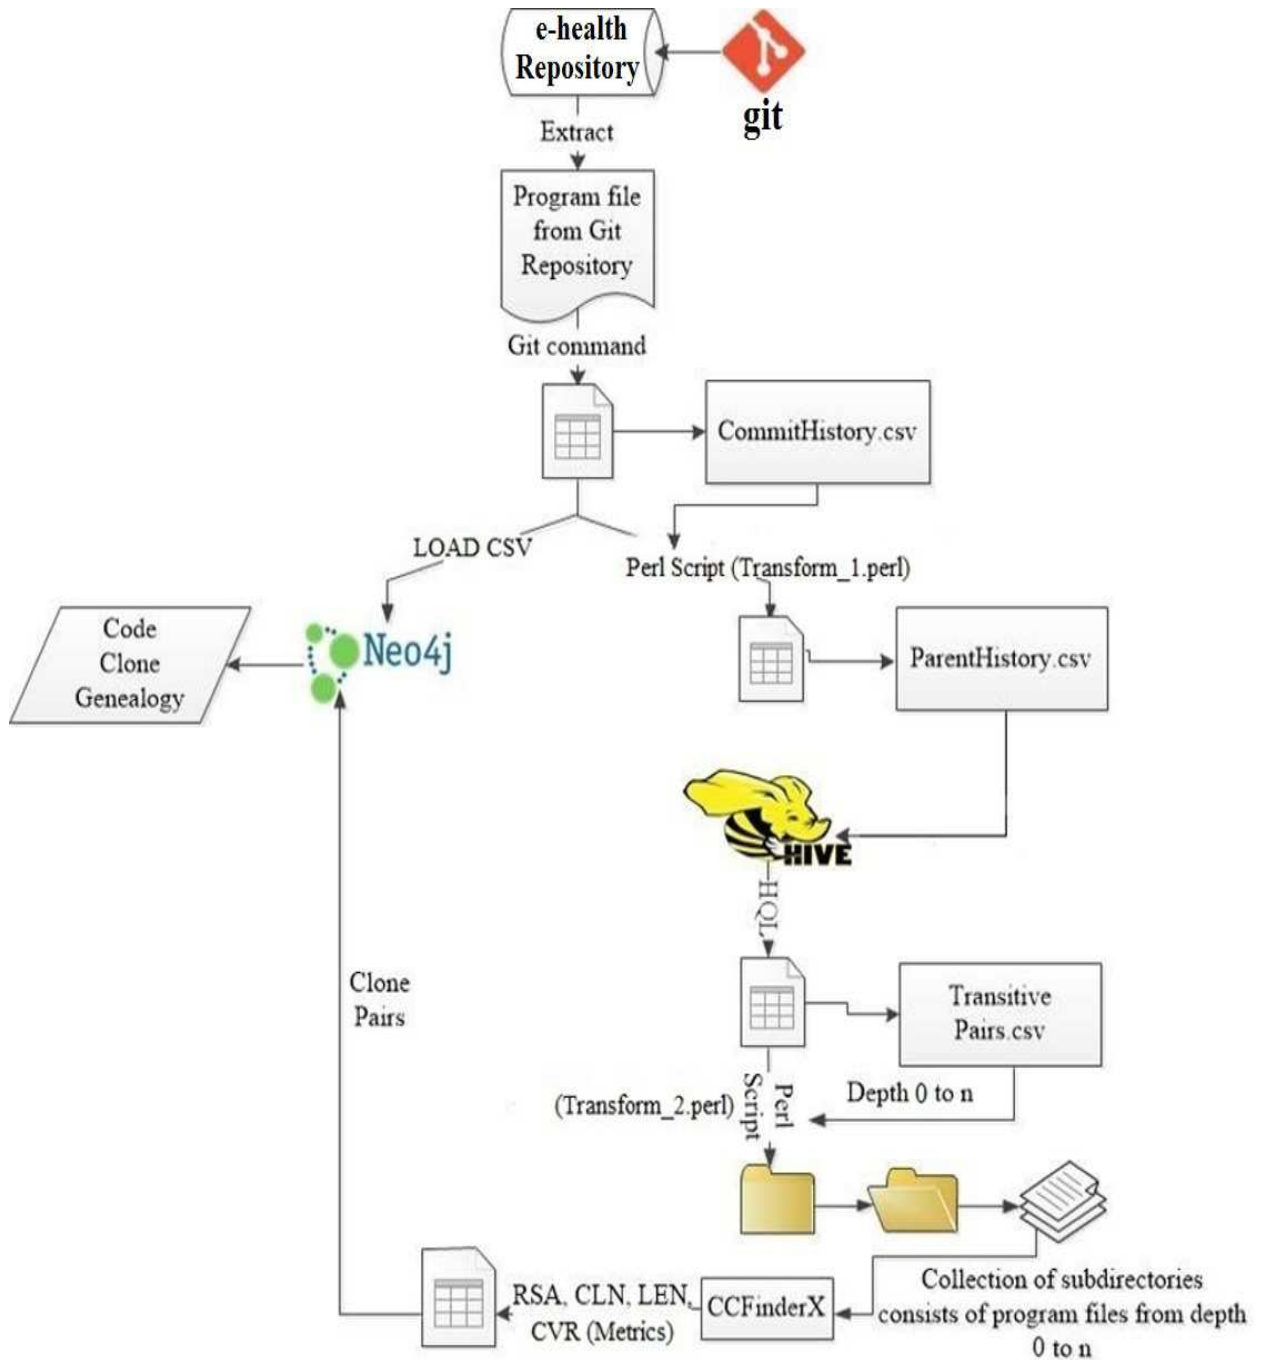 e-health
Repository
git
Extract
Program file
from Git
Repository
Git command
CommitHistory.csv
LOAD CSV
Perl Script (Transform_1.perl)
Code
Clone
Genealogy
Neo4j
ParentHistory.csv
HIVE
HQL
Clone
Pairs
Transitive
Pairs.csv
(Transform_2.perl)
Perl
Script
Depth 0 to n
RSA, CLN, LEN,
CVR (Metrics)
CCFinderX
Collection of subdirectories
consists of program files from depth
0 to n